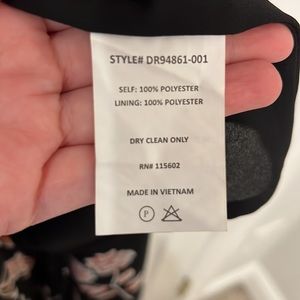 STYLE# DR94861-001
SELF: 100% POLYESTER
LINING: 100% POLYESTER
DRY CLEAN ONLY
RN# 115602
MADE IN VIETNAM
P